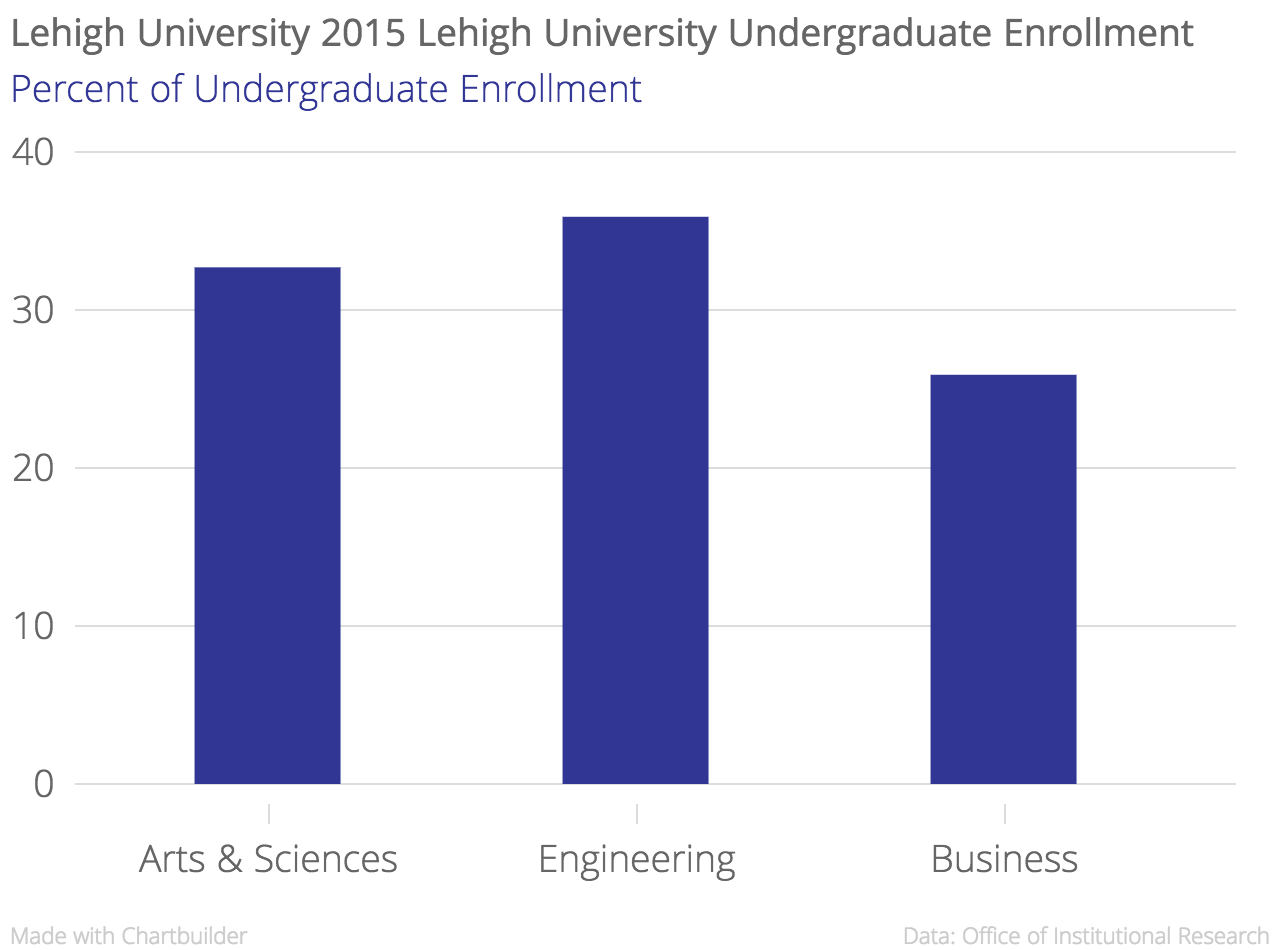 Lehigh University 2015 Lehigh University Undergraduate Enrollment
Percent of Undergraduate Enrollment
40
30
20
10
0
Arts & Sciences Engineering Business
Made with Chartbuilder Data: Office of Institutional Research